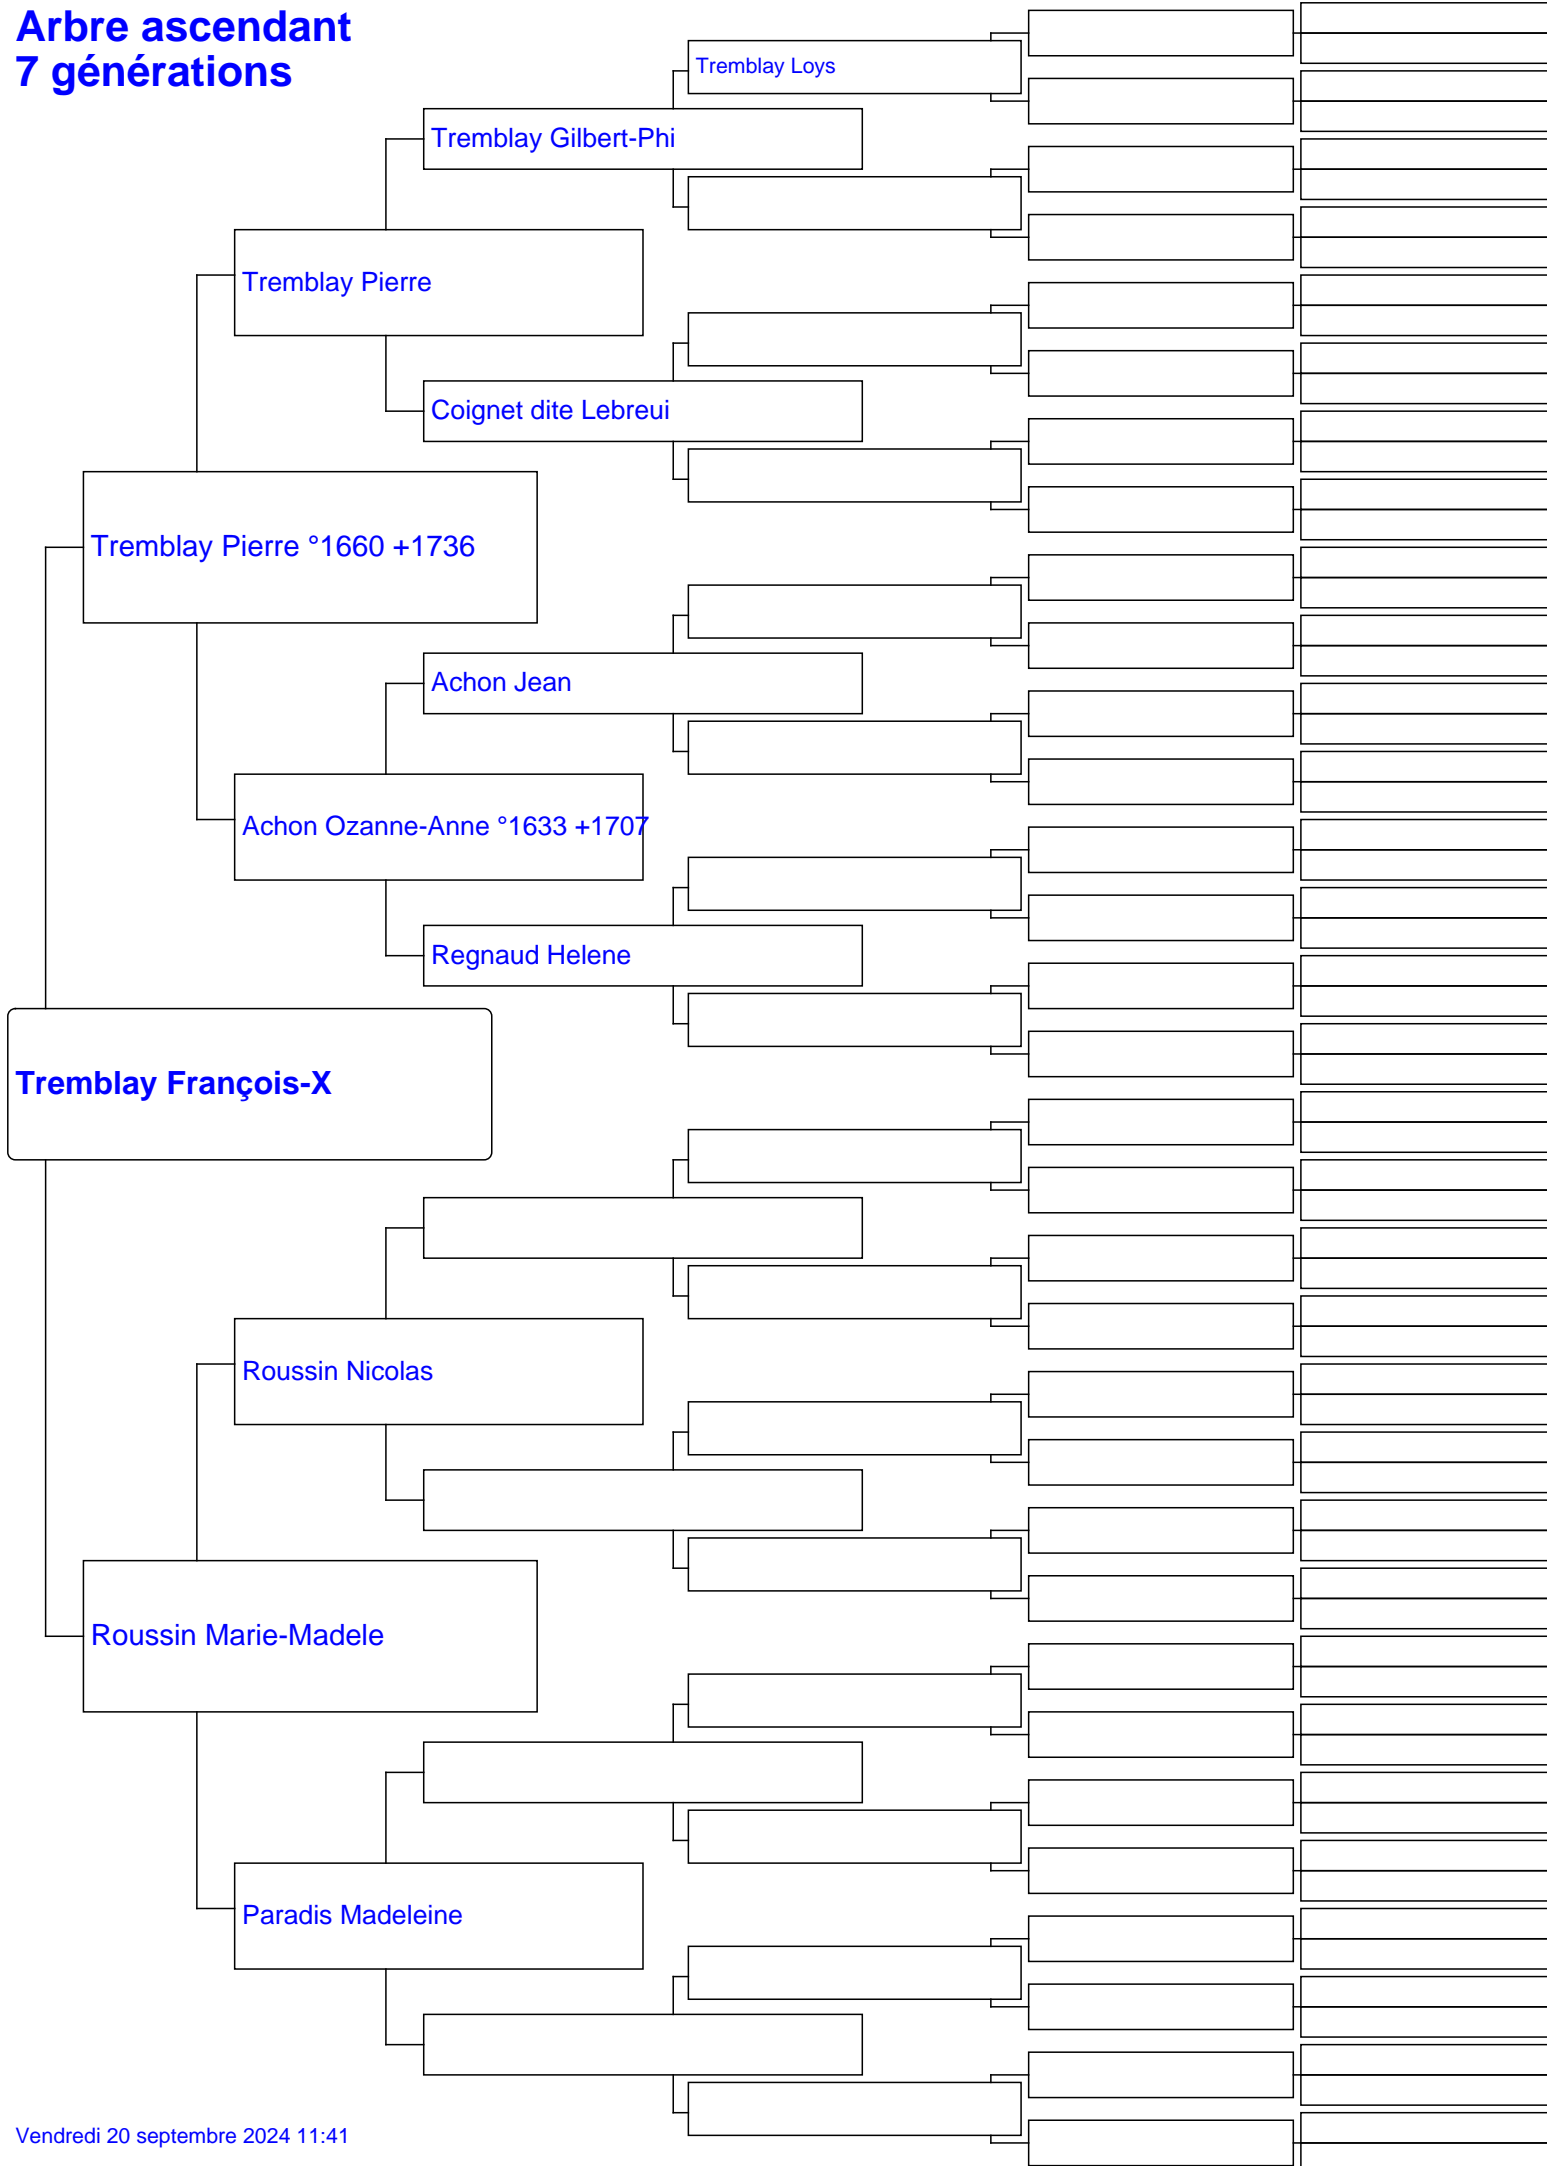 Arbre ascendant
7 générations
Tremblay Loys
Tremblay Gilbert-Phi
Tremblay Pierre
Coignet dite Lebreui
Tremblay Pierre °1660 +1736
Achon Jean
Achon Ozanne-Anne °1633 +1707
Regnaud Helene
Tremblay François-X
Roussin Nicolas
Roussin Marie-Madele
Paradis Madeleine
Vendredi 20 septembre 2024 11:41